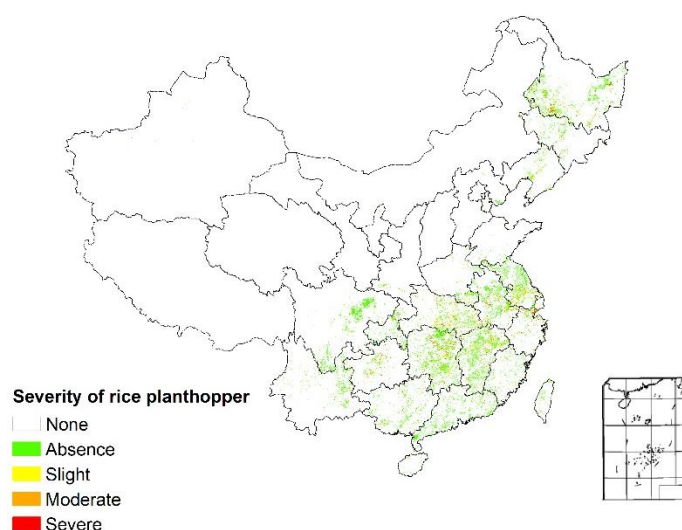 Severity of rice planthopper
None
Absence
Slight
Moderate
Severe